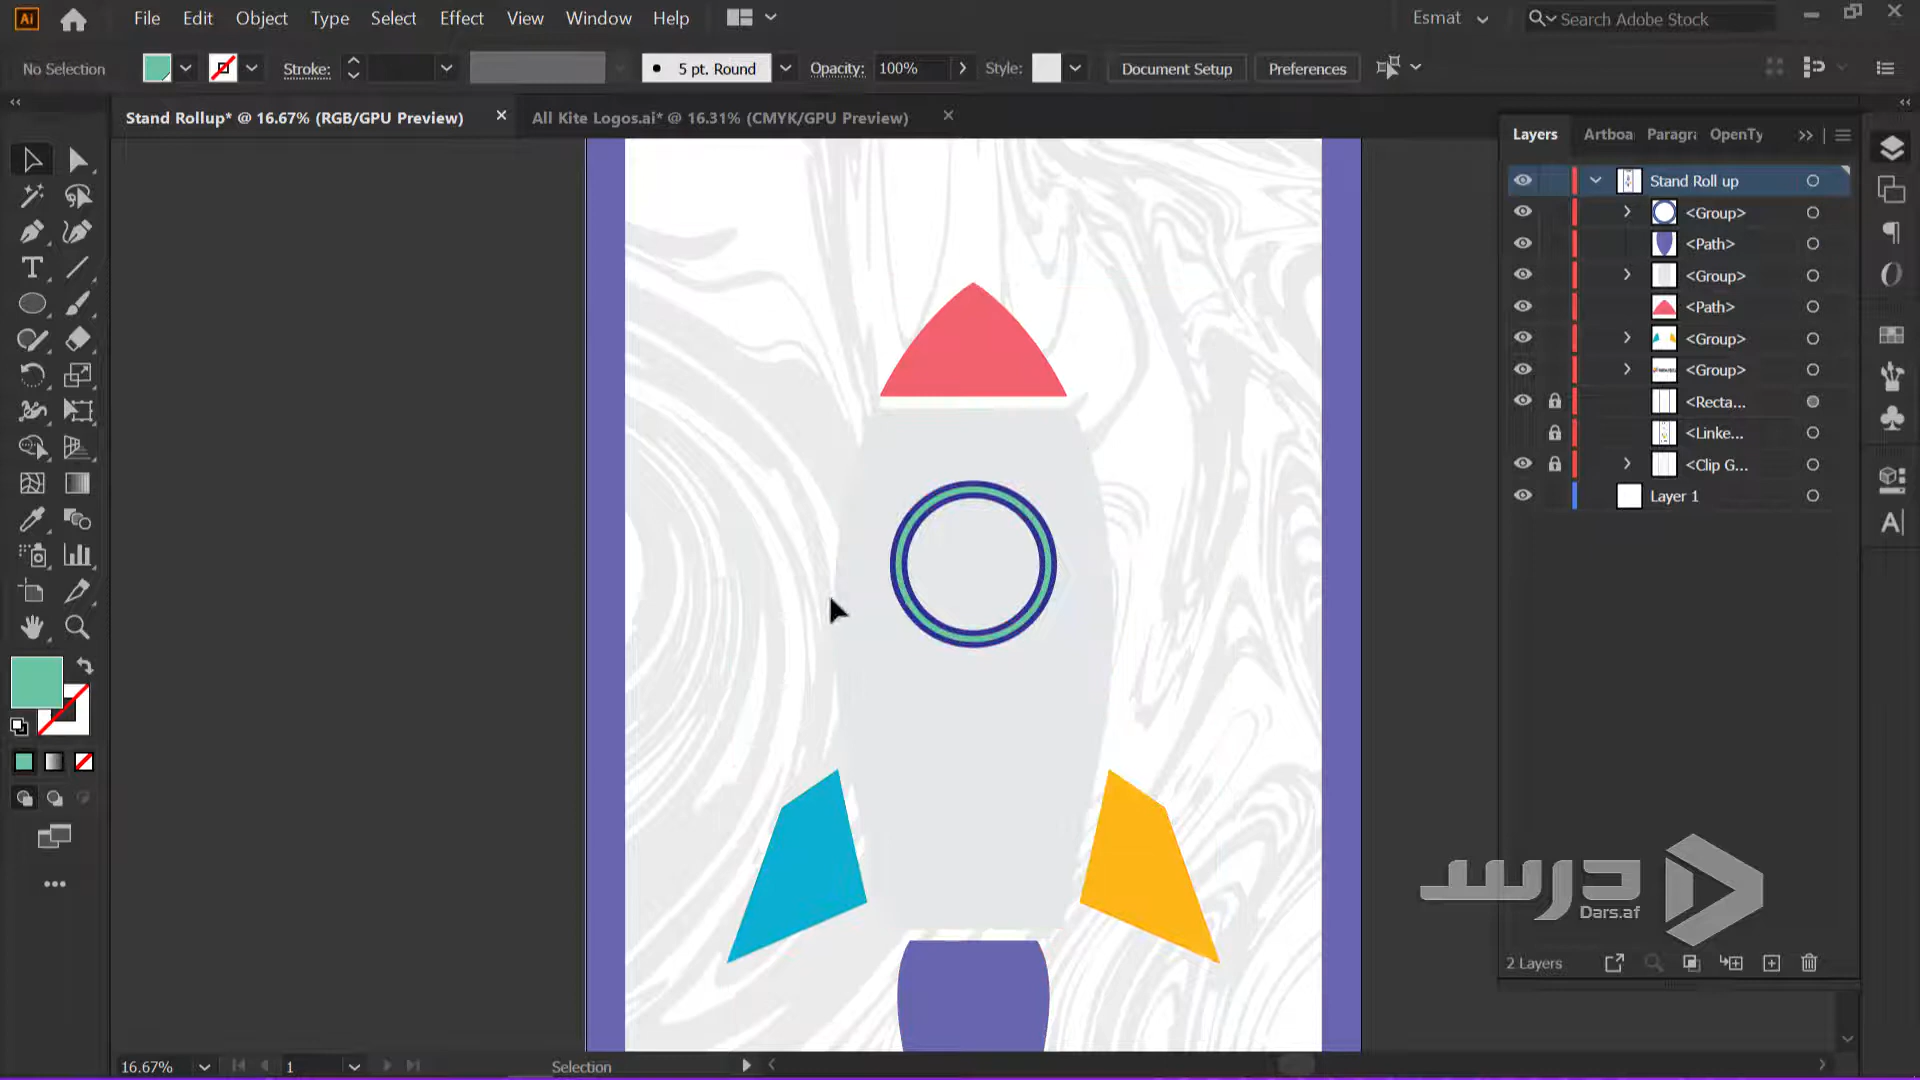 Ai File Edit Object Type Select Effect View Window Help Esmat Search Adobe Stock
No Selection Stroke: 5 pt. Round Opacity: 100% Style: Document Setup Preferences
Stand Rollup* @ 16.67% (RGB/GPU Preview) All Kite Logos.ai* @ 16.31% (CMYK/GPU Preview)
Layers Artboa Paragra OpenTy
Stand Roll up
<Group>
<Path>
<Group>
<Path>
<Group>
<Group>
<Recta...
<Linke...
<Clip G...
Layer 1
درس
Dars.af
2 Layers
16.67% 1 Selection